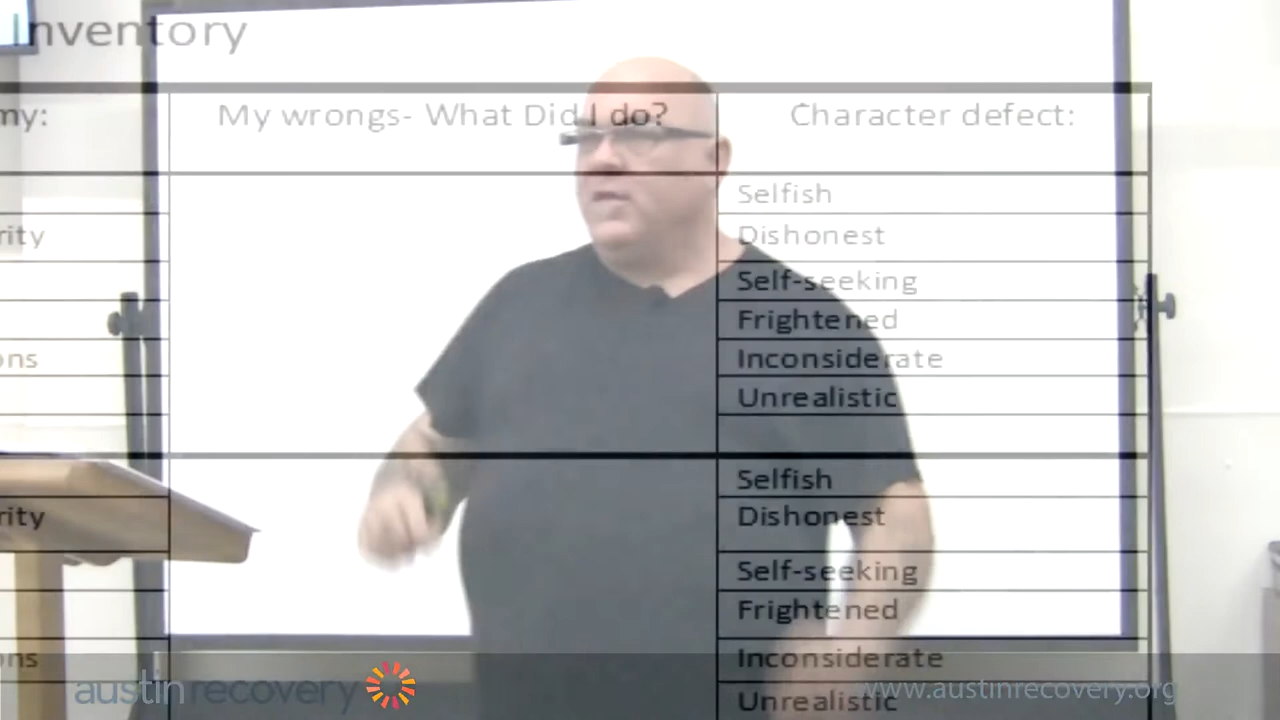 Inventory
my:
My wrongs- What Did I do?
Character defect:
Selfish
rity
Dishonest
Self-seeking
Frightened
ons
Inconsiderate
Unrealistic
Selfish
rity
Dishonest
Self-seeking
Frightened
ons
Inconsiderate
austin recovery
www.austinrecovery.org
Unrealistic